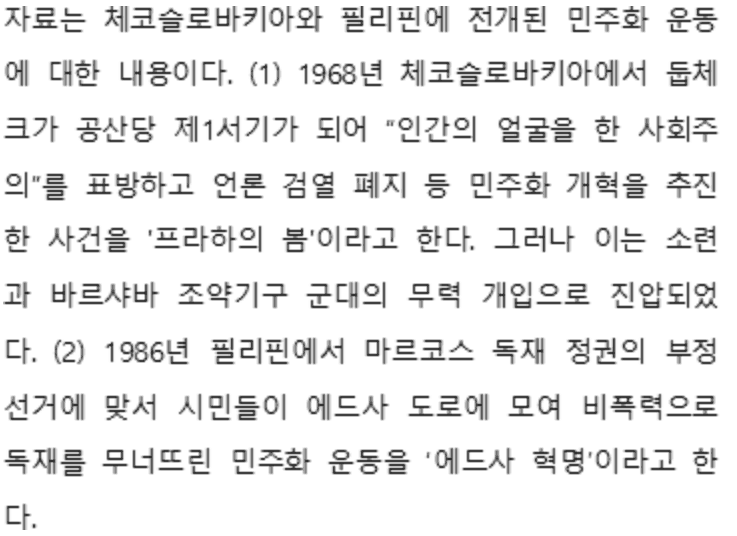 자료는 체코슬로바키아와 필리핀에 전개된 민주화 운동
에 대한 내용이다. (1) 1968년 체코슬로바키아에서 둡체
크가 공산당 제1서기가 되어 “인간의 얼굴을 한 사회주
의”를 표방하고 언론 검열 폐지 등 민주화 개혁을 추진
한 사건을 '프라하의 봄'이라고 한다. 그러나 이는 소련
과 바르샤바 조약기구 군대의 무력 개입으로 진압되었
다. (2) 1986년 필리핀에서 마르코스 독재 정권의 부정
선거에 맞서 시민들이 에드사 도로에 모여 비폭력으로
독재를 무너뜨린 민주화 운동을 '에드사 혁명'이라고 한
다.